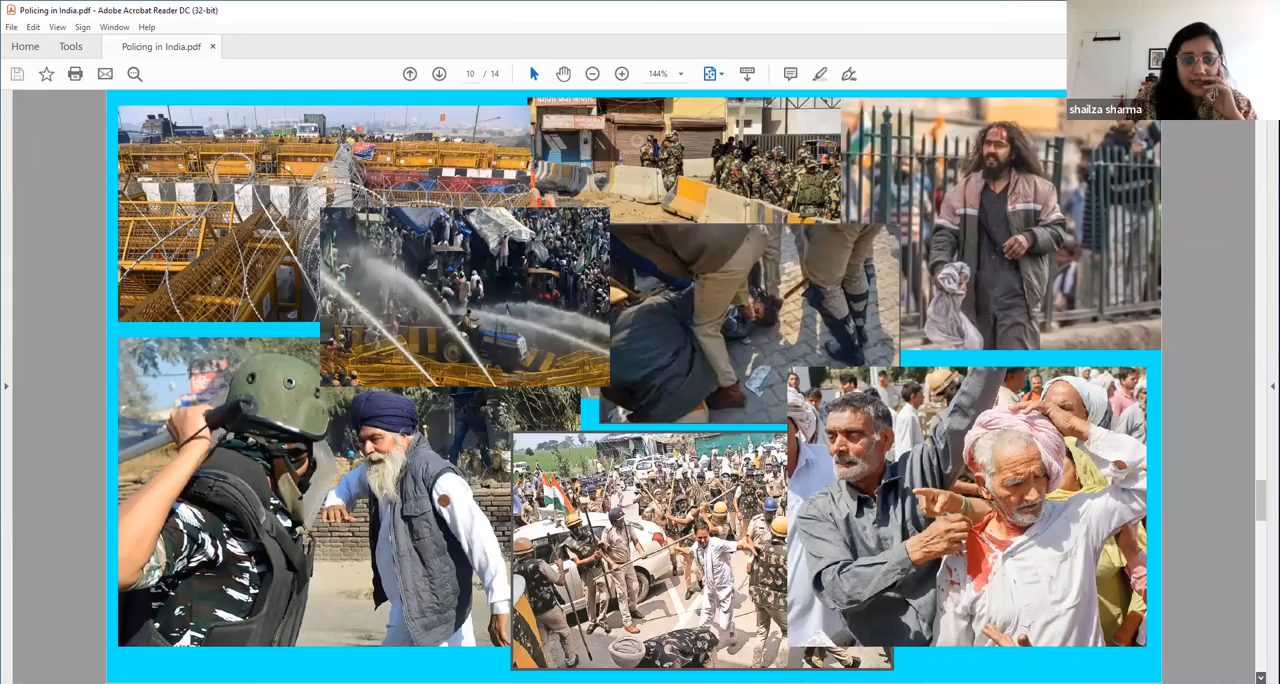 Policing in India.pdf - Adobe Acrobat Reader DC (32-bit)
File Edit View Sign Window Help
Home Tools Policing in India.pdf ×
10 / 14 144%
shailza sharma